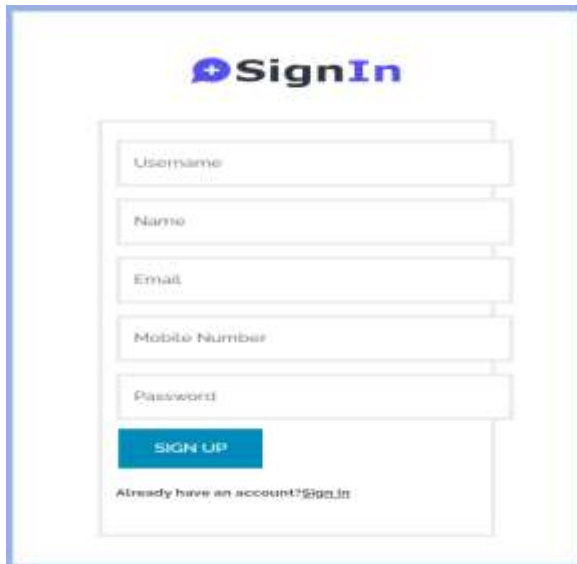 SignIn
Username
Name
Email
Mobile Number
Password
SIGN UP
Already have an account?Sign In